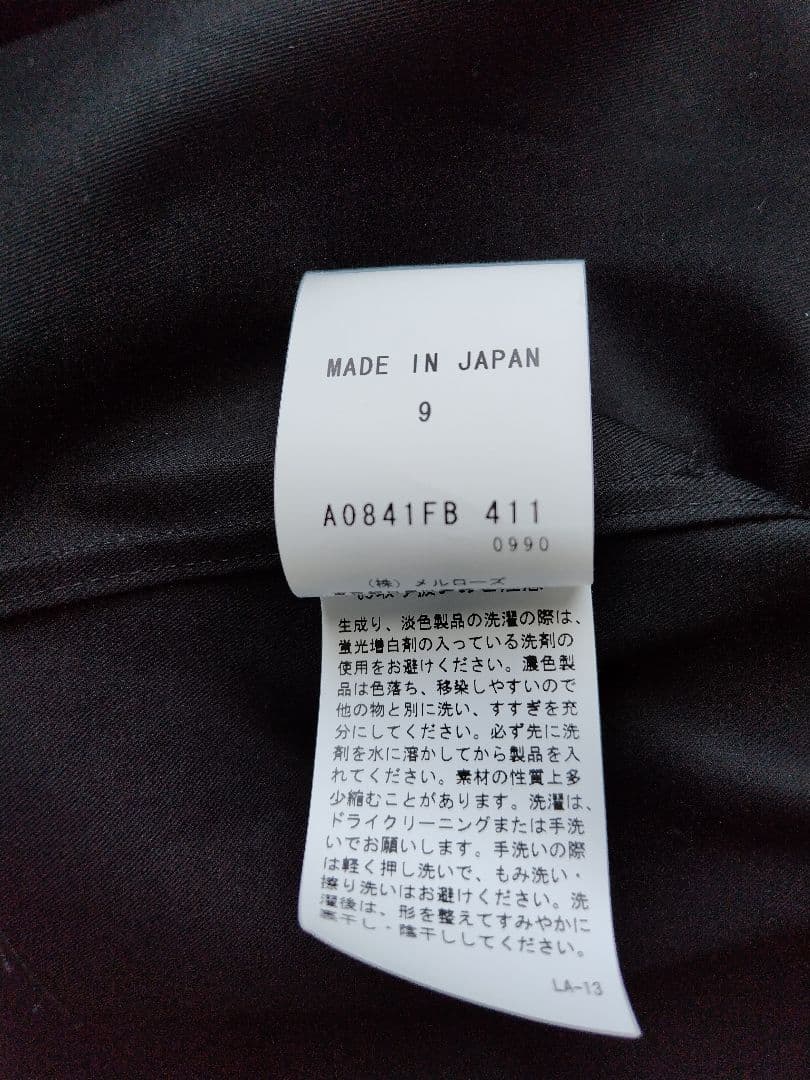 MADE IN JAPAN
9
A0841FB 411
0990
(株) メルローズ
生成り、淡色製品の洗濯の際は、
蛍光増白剤の入っている洗剤の
使用をお避けください。濃色製
品は色落ち、移染しやすいので
他の物と別に洗い、すすぎを充
分にしてください。必ず先に洗
剤を水に溶かしてから製品を入
れてください。素材の性質上多
少縮むことがあります。洗濯は、
ドライクリーニングまたは手洗
いでお願いします。手洗いの際
は軽く押し洗いで、もみ洗い・
擦り洗いはお避けください。洗
濯後は、形を整えてすみやかに
干し・陰干ししてください。
LA-13